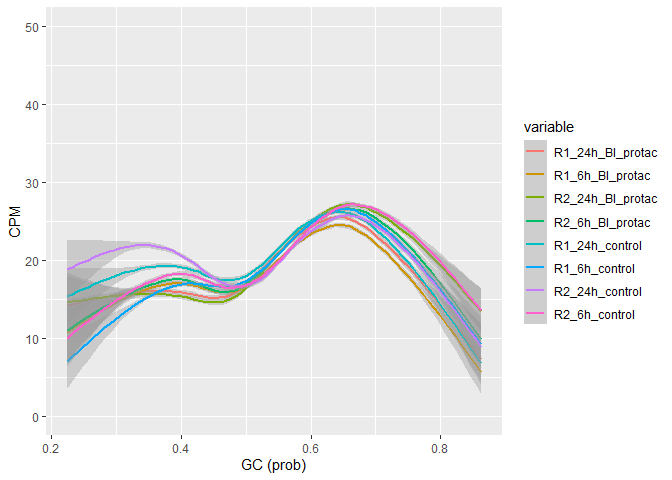 50
40
30
20
10
0
CPM
0.2
0.4
0.6
0.8
GC (prob)
variable
R1_24h_BI_protac
R1_6h_BI_protac
R2_24h_BI_protac
R2_6h_BI_protac
R1_24h_control
R1_6h_control
R2_24h_control
R2_6h_control